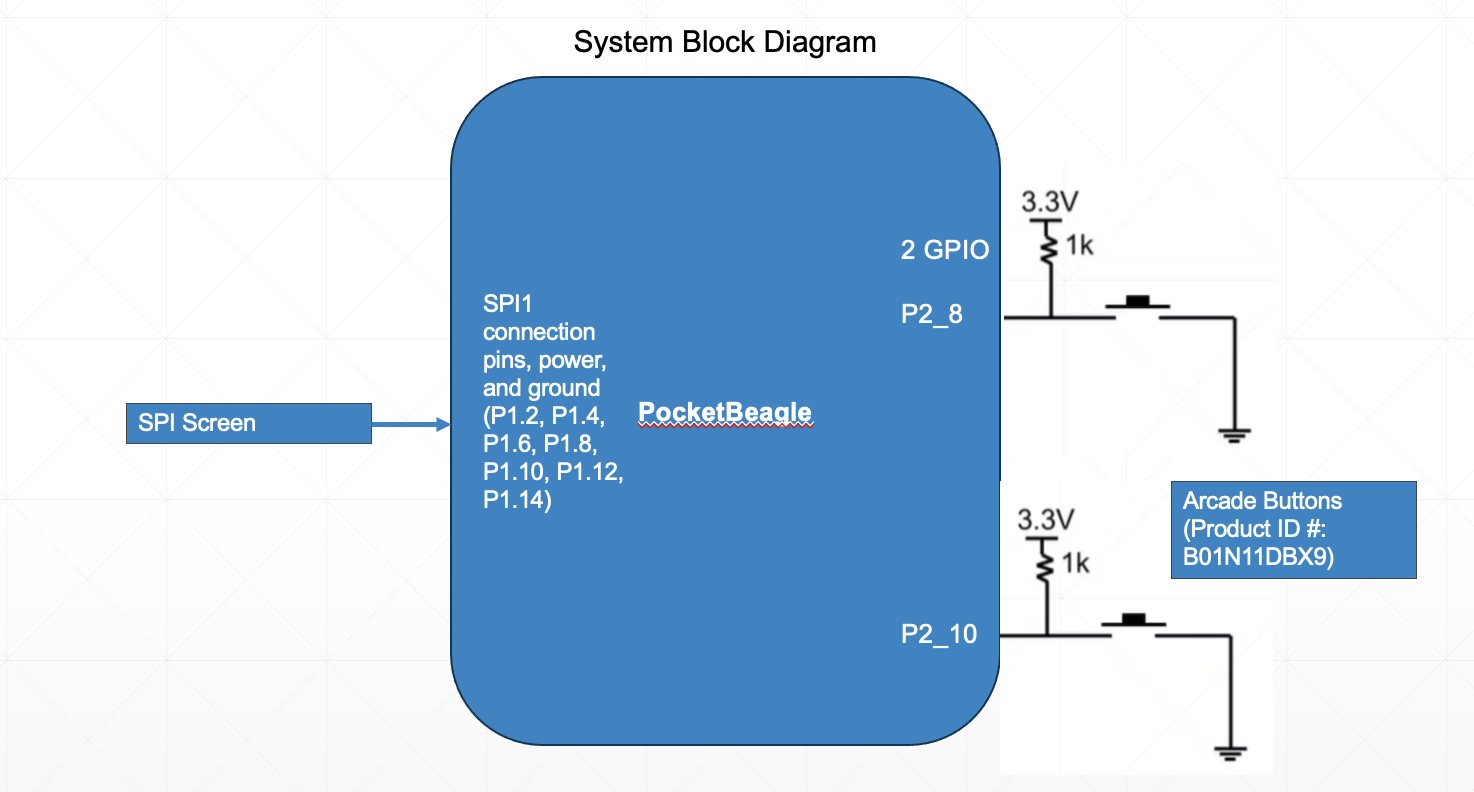 System Block Diagram
SPI Screen
SPI1
connection
pins, power,
and ground
(P1.2, P1.4,
P1.6, P1.8,
P1.10, P1.12,
P1.14)
PocketBeagle
2 GPIO
P2_8
P2_10
3.3V
1k
3.3V
1k
Arcade Buttons
(Product ID #:
B01N11DBX9)